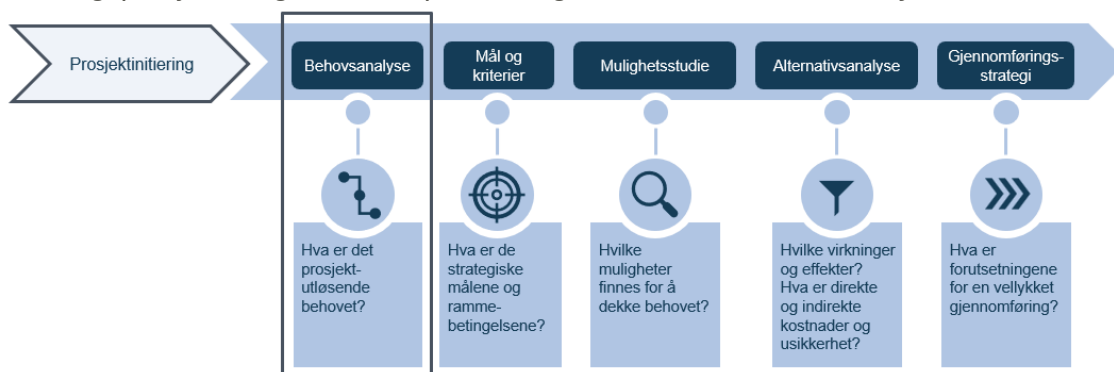 Prosjektinitiering
Behovsanalyse
Mål og
kriterier
Mulighetsstudie
Alternativsanalyse
Gjennomførings-
strategi
Hva er det
prosjekt-
utløsende
behovet?
Hva er de
strategiske
målene og
ramme-
betingelsene?
Hvilke
muligheter
finnes for å
dekke behovet?
Hvilke virkninger
og effekter?
Hva er direkte
og indirekte
kostnader og
usikkerhet?
Hva er
forutsetningene
for en vellykket
gjennomføring?